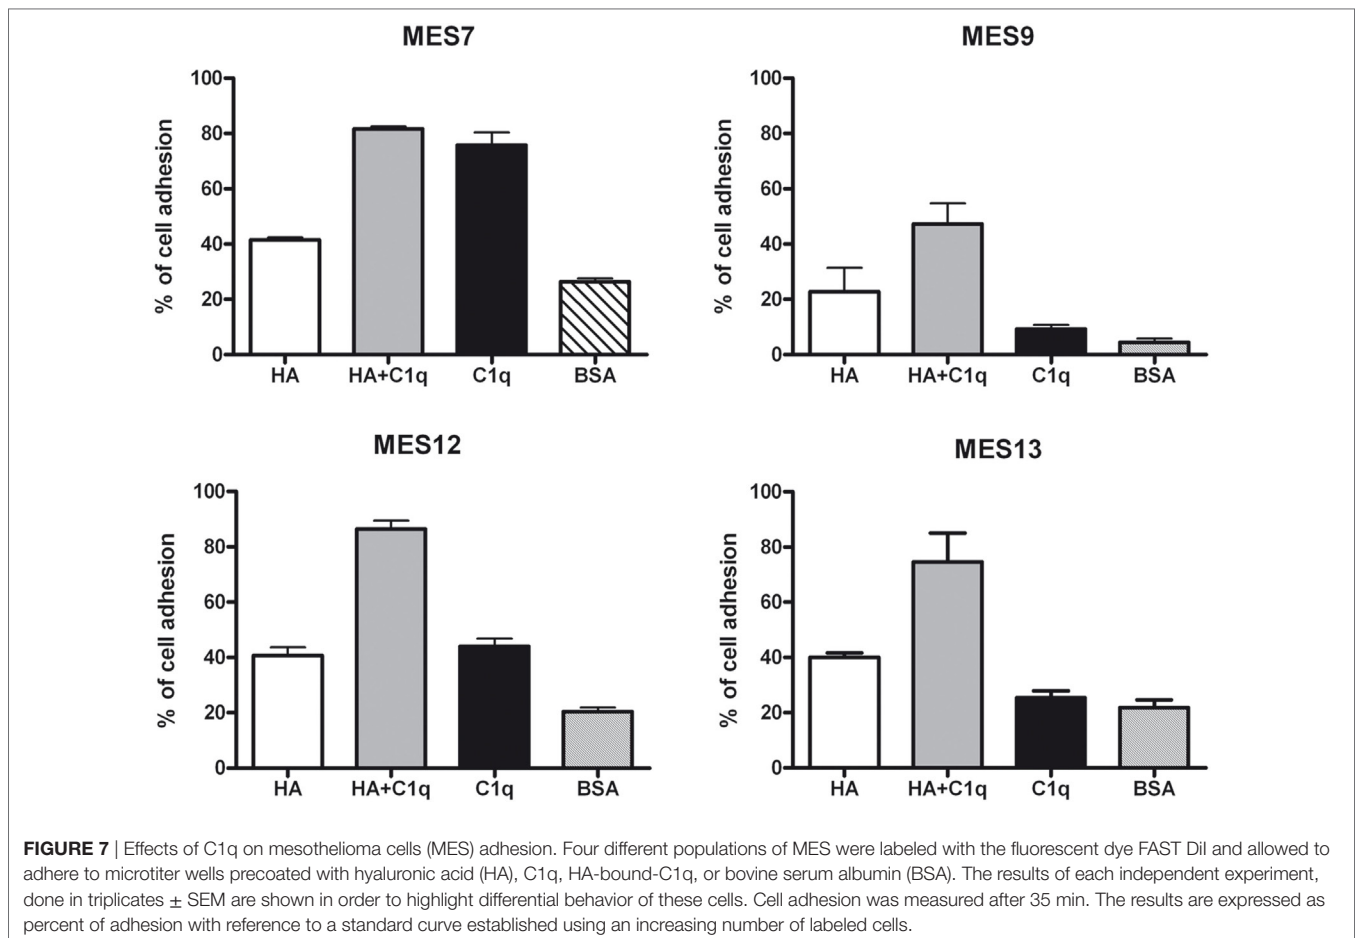 MES7
% of cell adhesion
100
80
60
40
20
0
HA HA+C1q C1q BSA
MES9
% of cell adhesion
100
80
60
40
20
0
HA HA+C1q C1q BSA
MES12
% of cell adhesion
100
80
60
40
20
0
HA HA+C1q C1q BSA
MES13
% of cell adhesion
100
80
60
40
20
0
HA HA+C1q C1q BSA
FIGURE 7 | Effects of C1q on mesothelioma cells (MES) adhesion. Four different populations of MES were labeled with the fluorescent dye FAST DiI and allowed to
adhere to microtiter wells precoated with hyaluronic acid (HA), C1q, HA-bound-C1q, or bovine serum albumin (BSA). The results of each independent experiment,
done in triplicates ± SEM are shown in order to highlight differential behavior of these cells. Cell adhesion was measured after 35 min. The results are expressed as
percent of adhesion with reference to a standard curve established using an increasing number of labeled cells.